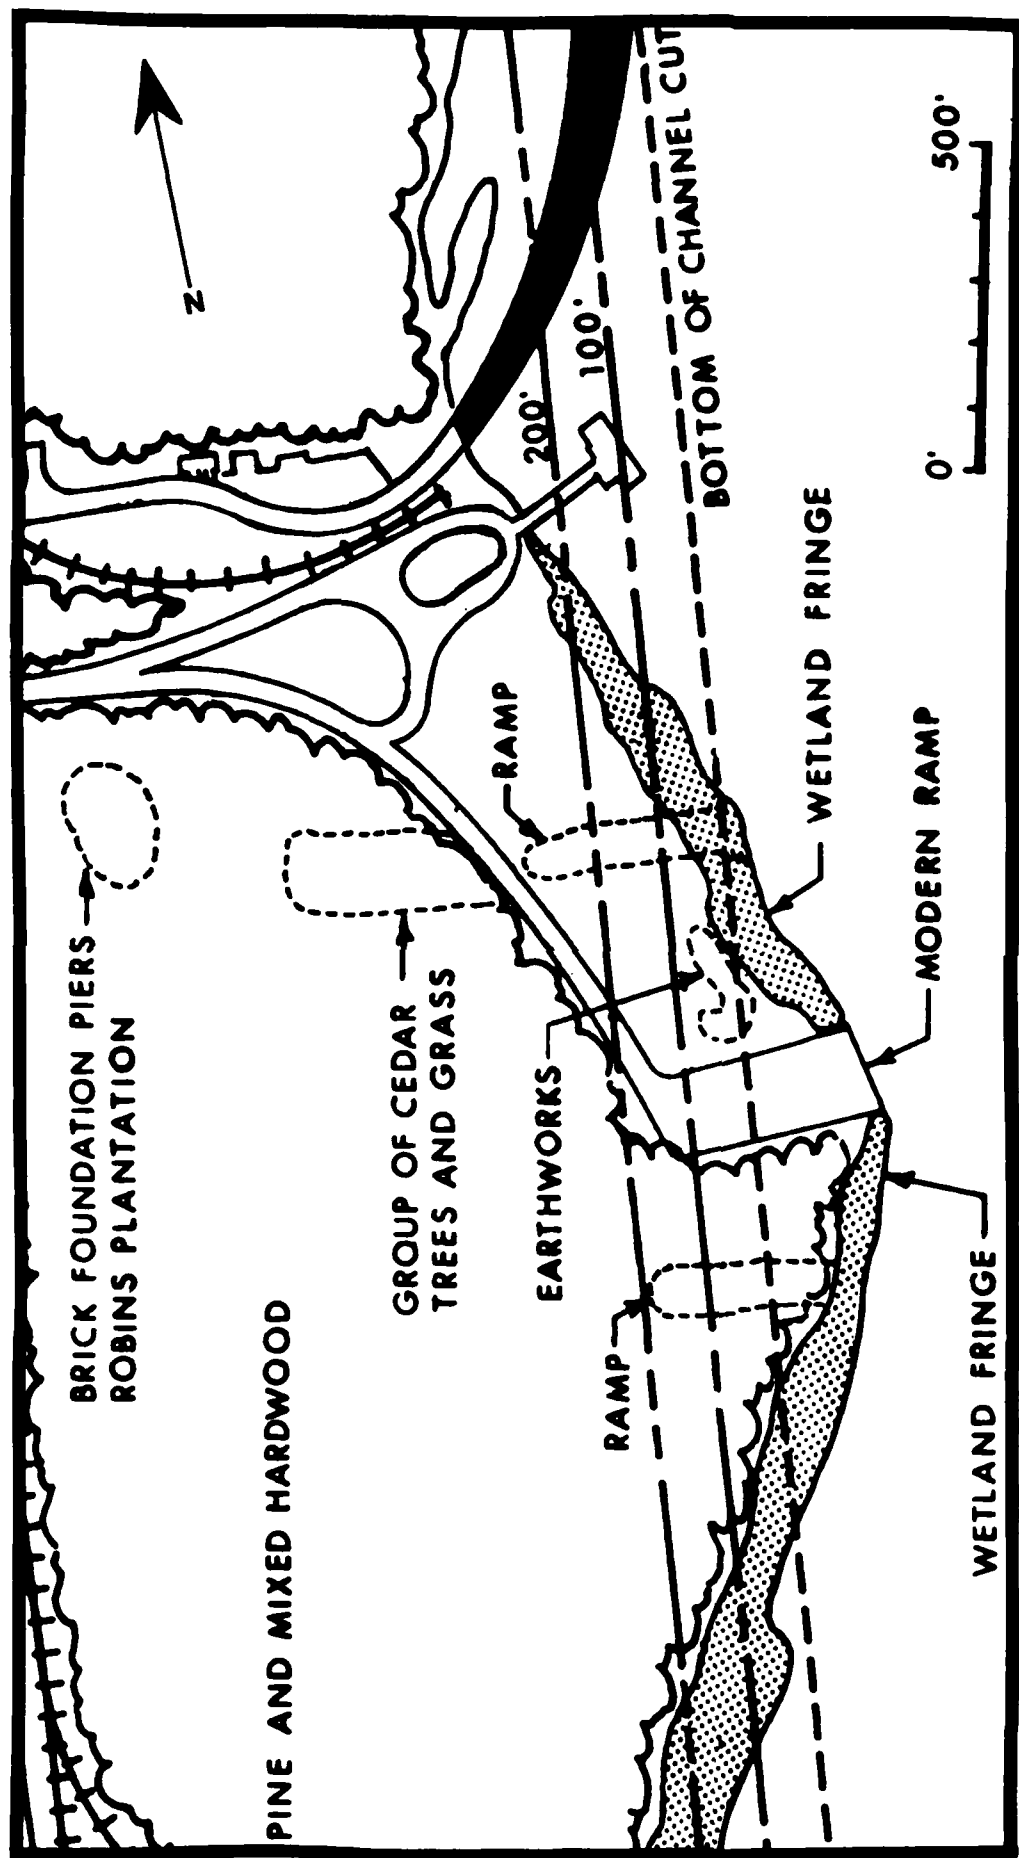 N
BRICK FOUNDATION PIERS
ROBINS PLANTATION
PINE AND MIXED HARDWOOD
GROUP OF CEDAR
TREES AND GRASS
RAMP
EARTHWORKS
RAMP
200'
100'
BOTTOM OF CHANNEL CUT
WETLAND FRINGE
MODERN RAMP
WETLAND FRINGE
0'
500'